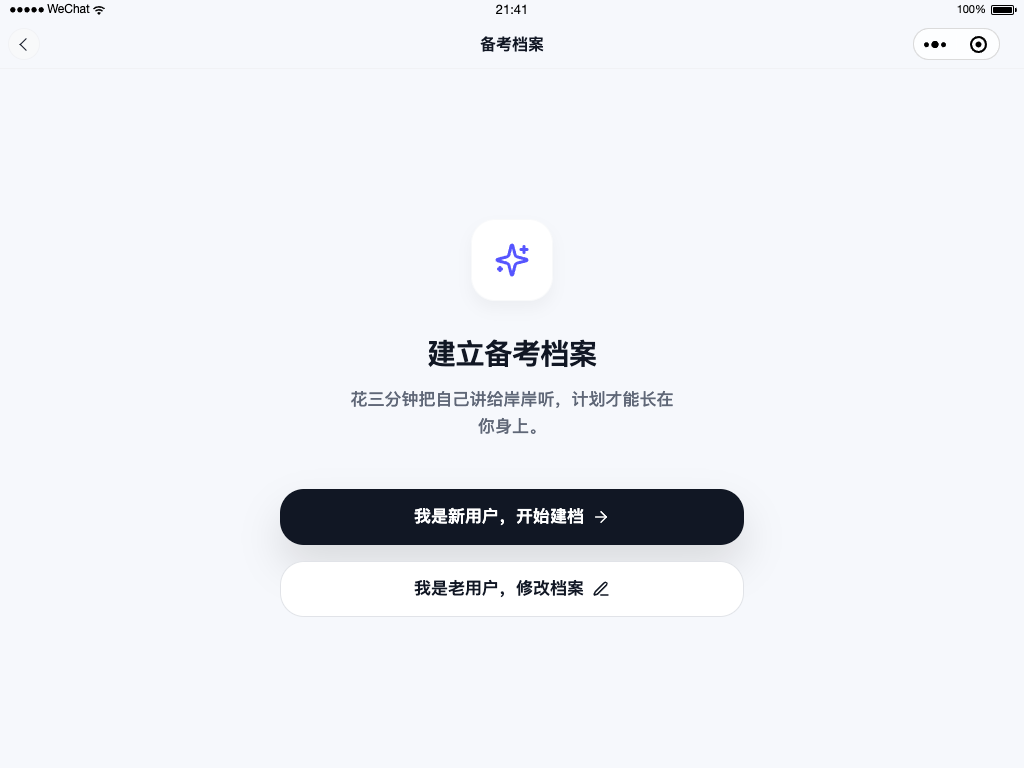 WeChat 21:41 100%
备考档案
建立备考档案
花三分钟把自己讲给岸岸听，计划才能长在
你身上。
我是新用户，开始建档
我是老用户，修改档案